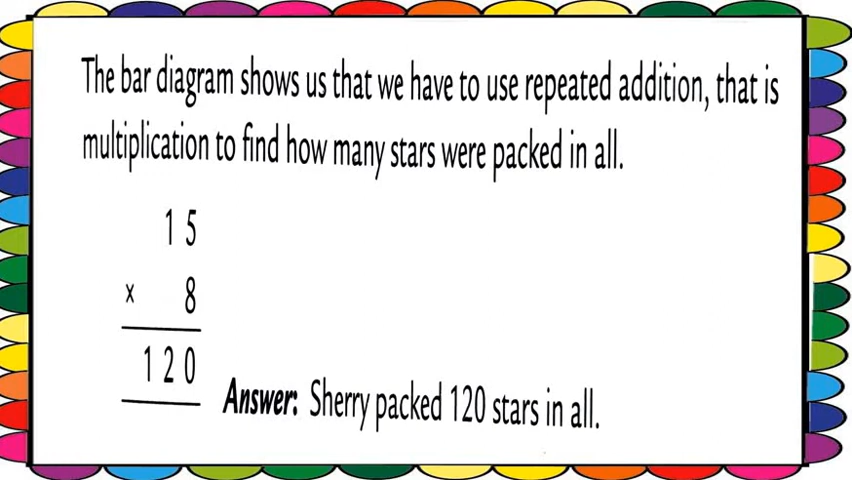 The bar diagram shows us that we have to use repeated addition, that is
multiplication to find how many stars were packed in all.
1 5
x 8
1 2 0
Answer: Sherry packed 120 stars in all.